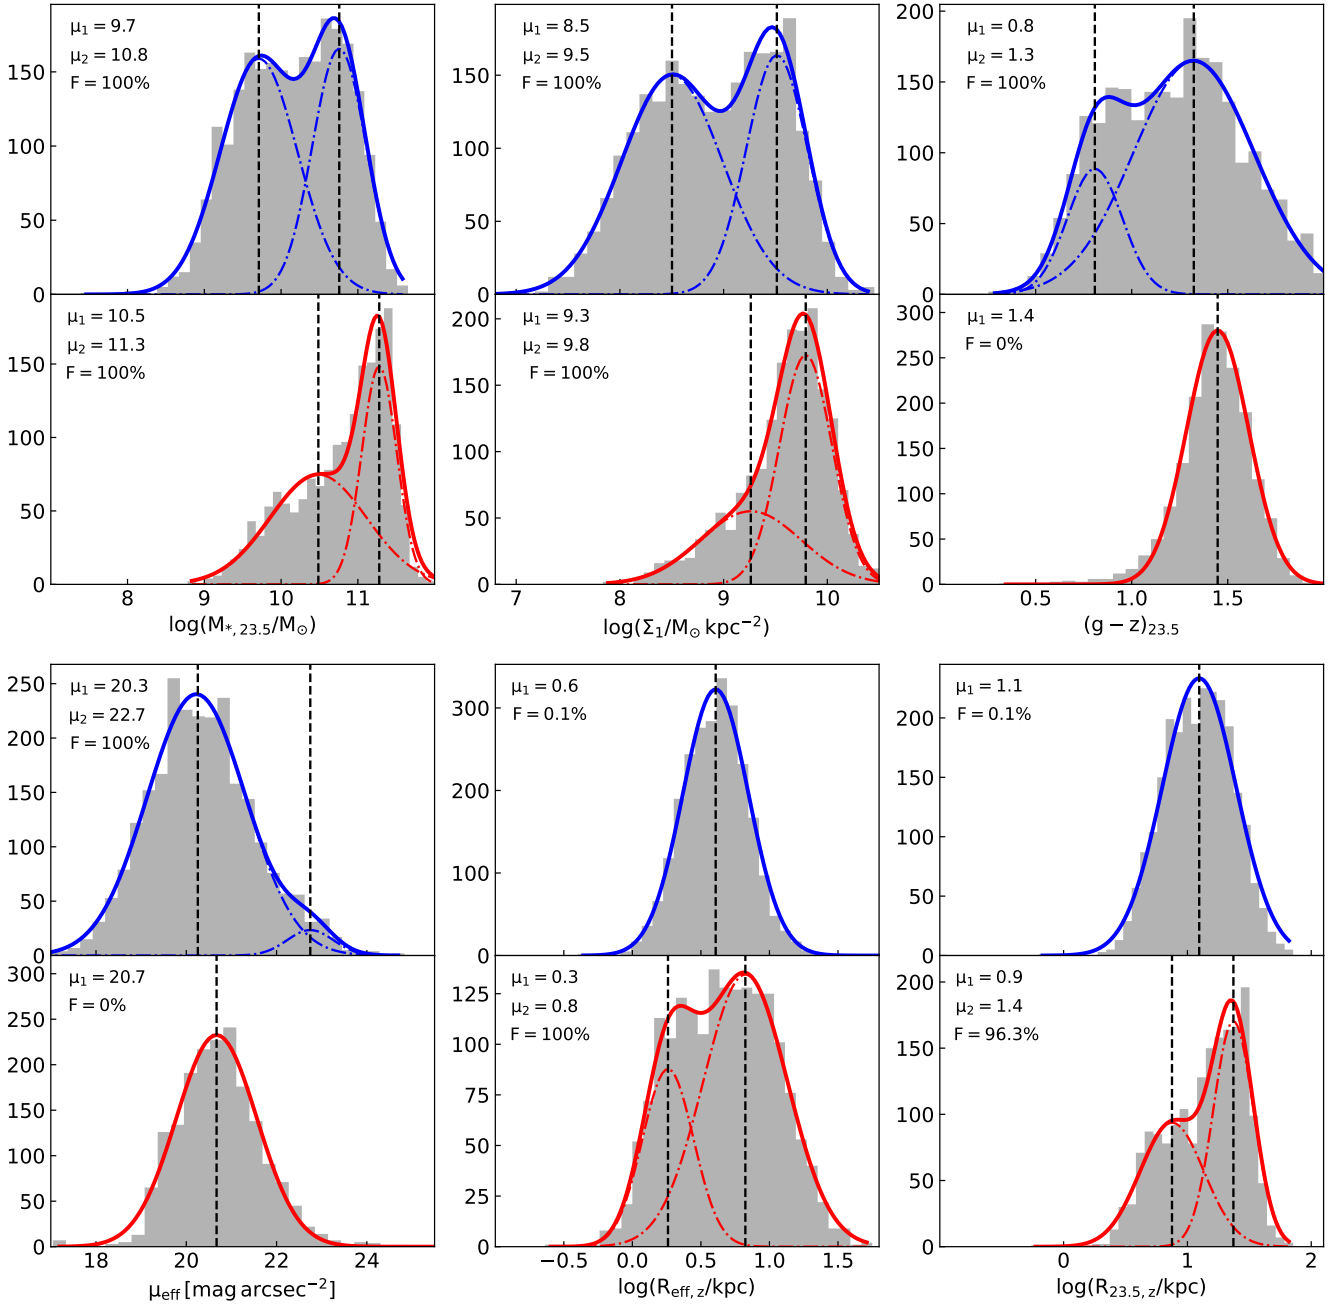 μ₁ = 9.7
μ₂ = 10.8
F = 100%
150
100
50
0
μ₁ = 8.5
μ₂ = 9.5
F = 100%
150
100
50
0
μ₁ = 0.8
μ₂ = 1.3
F = 100%
200
150
100
50
0
μ₁ = 10.5
μ₂ = 11.3
F = 100%
150
100
50
0
8 9 10 11
log(M*, 23.5/M⊙)
μ₁ = 9.3
μ₂ = 9.8
F = 100%
200
150
100
50
0
7 8 9 10
log(Σ₁/M⊙ kpc⁻²)
μ₁ = 1.4
F = 0%
300
250
200
150
100
50
0
0.5 1.0 1.5
(g − z)23.5
μ₁ = 20.3
μ₂ = 22.7
F = 100%
250
200
150
100
50
0
μ₁ = 0.6
F = 0.1%
300
200
100
0
μ₁ = 1.1
F = 0.1%
200
150
100
50
0
μ₁ = 20.7
F = 0%
300
250
200
150
100
50
0
18 20 22 24
μeff [mag arcsec⁻²]
μ₁ = 0.3
μ₂ = 0.8
F = 100%
125
100
75
50
25
0
−0.5 0.0 0.5 1.0 1.5
log(Reff, z/kpc)
μ₁ = 0.9
μ₂ = 1.4
F = 96.3%
200
150
100
50
0
0 1 2
log(R23.5, z/kpc)